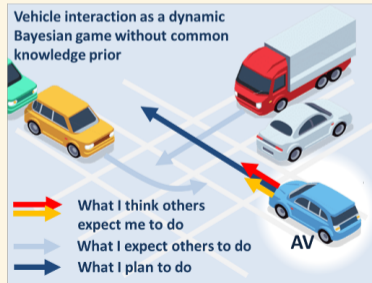 Vehicle interaction as a dynamic
Bayesian game without common
knowledge prior
AV
What I think others
expect me to do
What I expect others to do
What I plan to do